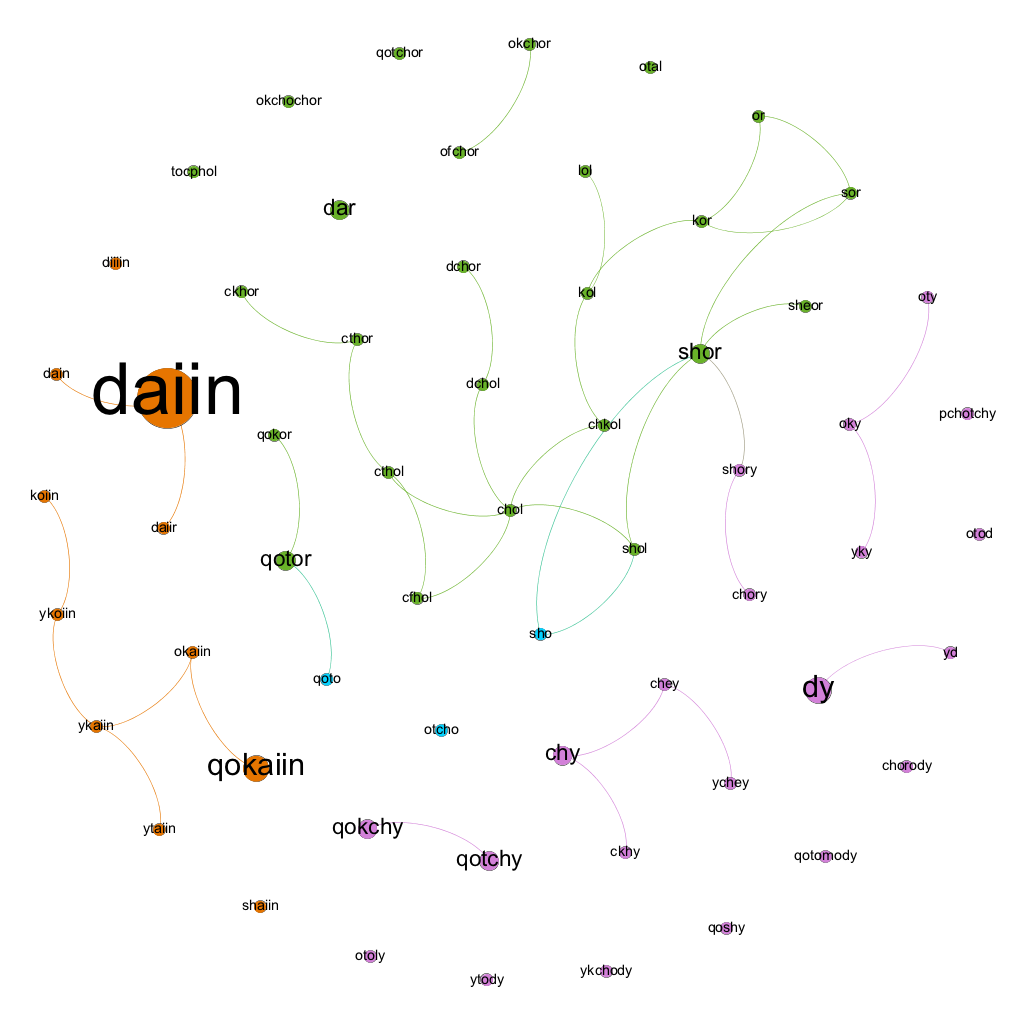 okchor
qotchor
otal
okchochor
or
ofchor
lol
tocphol
sor
dar
kor
diiin
dchor
ckhor
kol
oty
sheor
cthor
shor
dain
daiin
dchol
pchotchy
chkol
oky
qokor
shory
cthol
koiin
chol
daiir
otod
shol
yky
qotor
chory
cfhol
ykoiin
sho
okaiin
yd
qoto
chey
dy
ykaiin
otcho
chy
qokaiin
chorody
ychey
ytaiin
qokchy
ckhy
qotomody
qotchy
shaiin
qoshy
otoly
ykchody
ytody